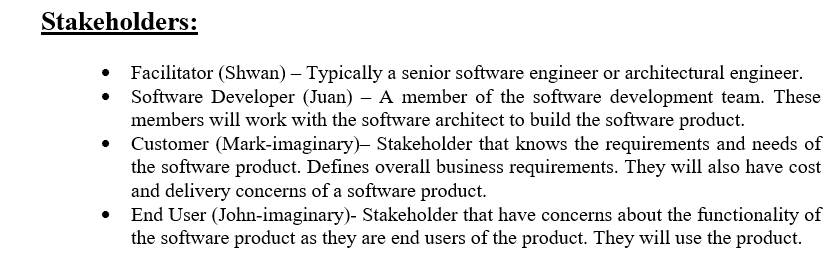 Stakeholders:
• Facilitator (Shwan) – Typically a senior software engineer or architectural engineer.
• Software Developer (Juan) – A member of the software development team. These
members will work with the software architect to build the software product.
• Customer (Mark-imaginary)– Stakeholder that knows the requirements and needs of
the software product. Defines overall business requirements. They will also have cost
and delivery concerns of a software product.
• End User (John-imaginary)- Stakeholder that have concerns about the functionality of
the software product as they are end users of the product. They will use the product.